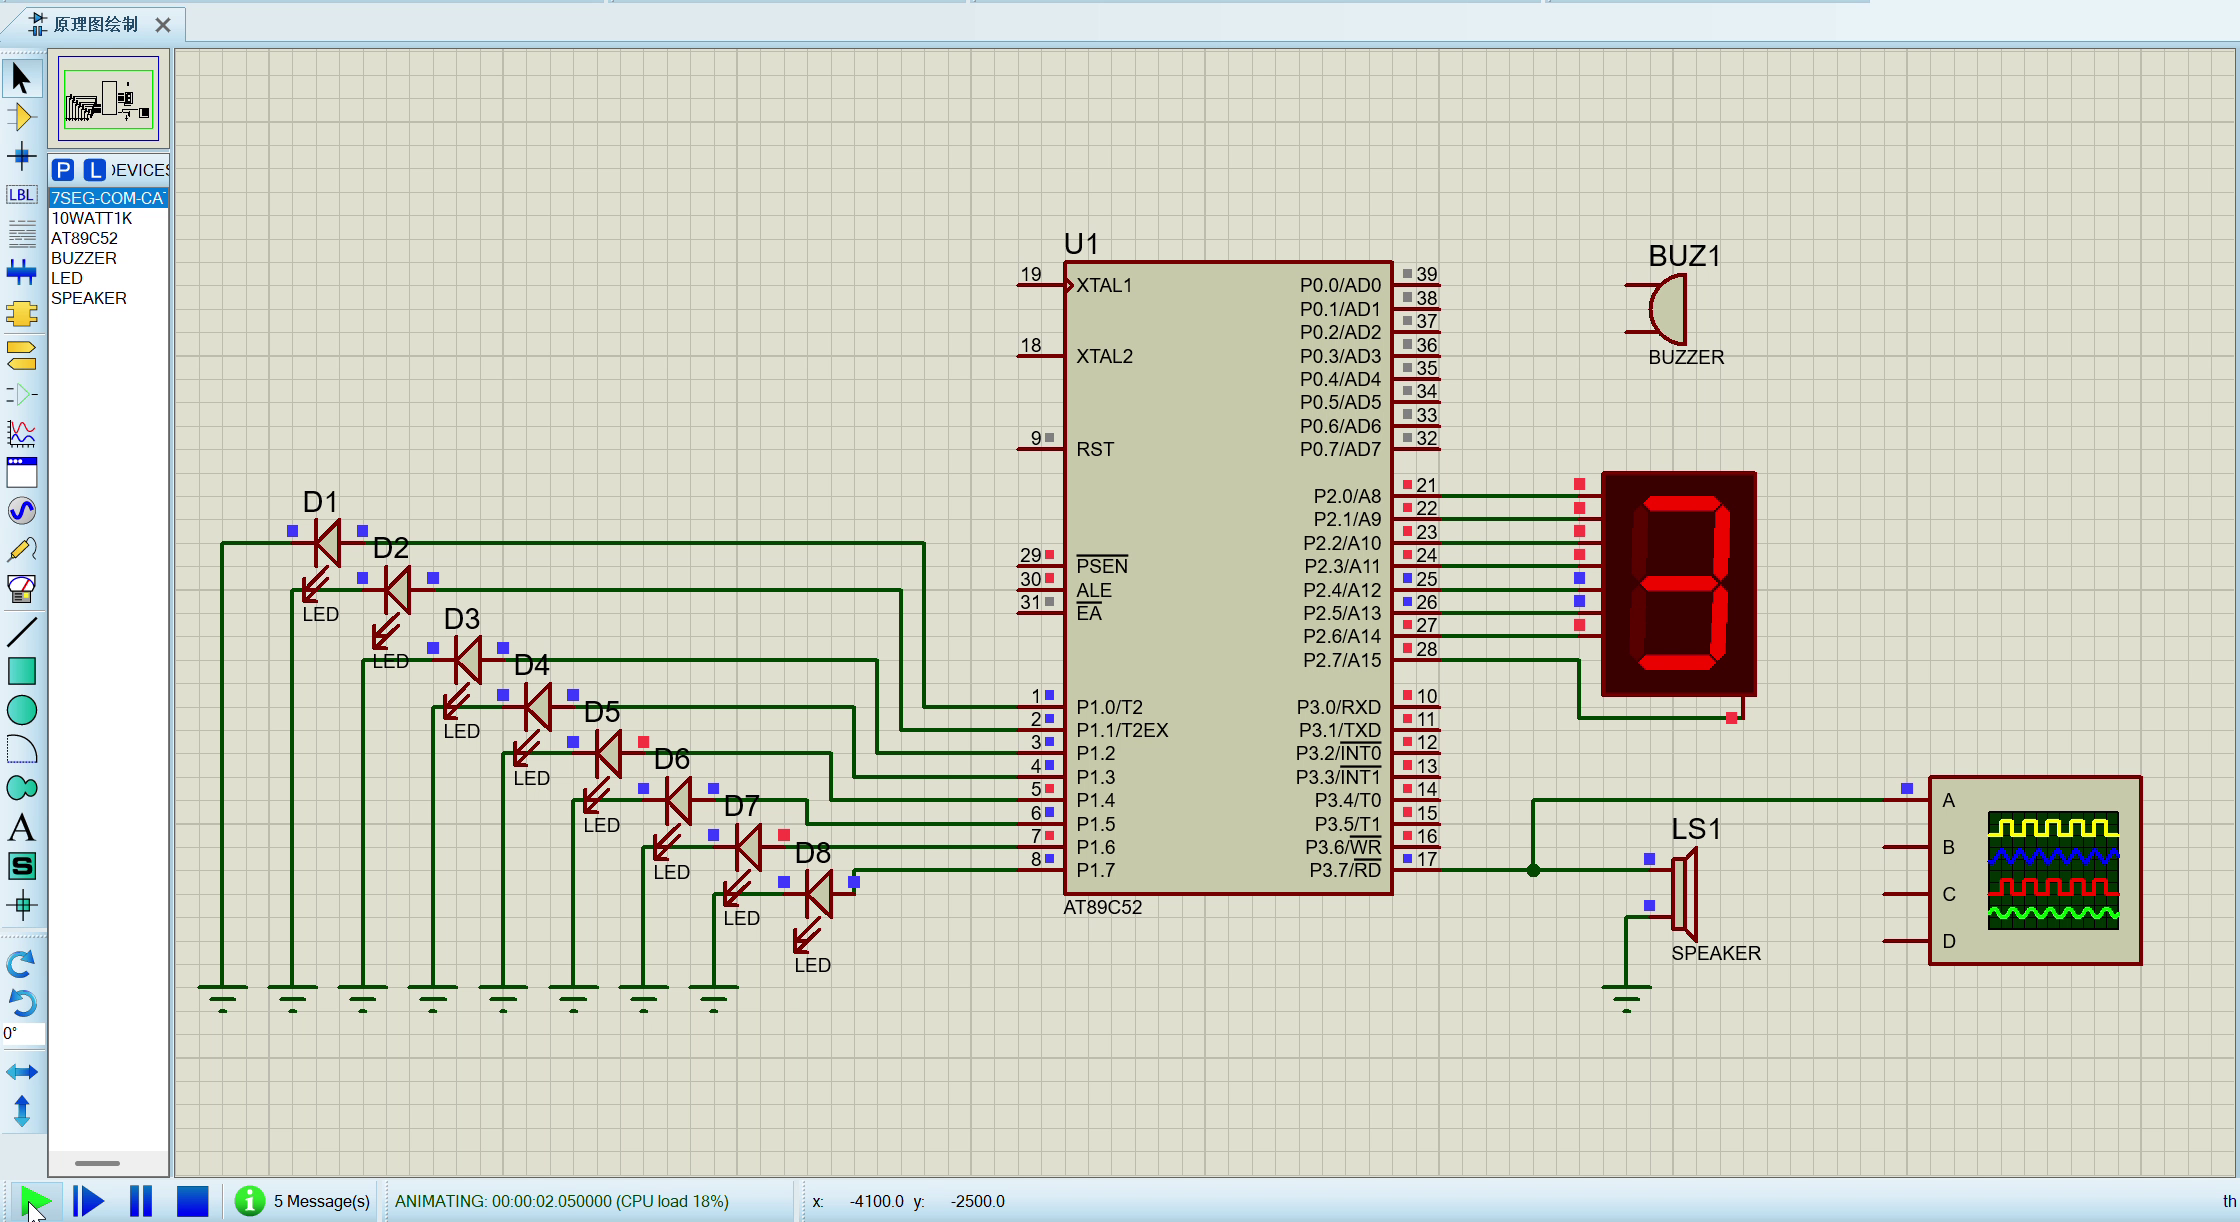 原理图绘制
P L DEVICES
7SEG-COM-CAT
10WATT1K
AT89C52
BUZZER
LED
SPEAKER
LBL
A
S
0°
U1
19 XTAL1
18 XTAL2
9 RST
29 PSEN
30 ALE
31 EA
1 P1.0/T2
2 P1.1/T2EX
3 P1.2
4 P1.3
5 P1.4
6 P1.5
7 P1.6
8 P1.7
P0.0/AD0 39
P0.1/AD1 38
P0.2/AD2 37
P0.3/AD3 36
P0.4/AD4 35
P0.5/AD5 34
P0.6/AD6 33
P0.7/AD7 32
P2.0/A8 21
P2.1/A9 22
P2.2/A10 23
P2.3/A11 24
P2.4/A12 25
P2.5/A13 26
P2.6/A14 27
P2.7/A15 28
P3.0/RXD 10
P3.1/TXD 11
P3.2/INT0 12
P3.3/INT1 13
P3.4/T0 14
P3.5/T1 15
P3.6/WR 16
P3.7/RD 17
AT89C52
D1
LED
D2
LED
D3
LED
D4
LED
D5
LED
D6
LED
D7
LED
D8
LED
BUZ1
BUZZER
3
LS1
SPEAKER
A
B
C
D
5 Message(s)
ANIMATING: 00:00:02.050000 (CPU load 18%)
x: -4100.0 y: -2500.0
th